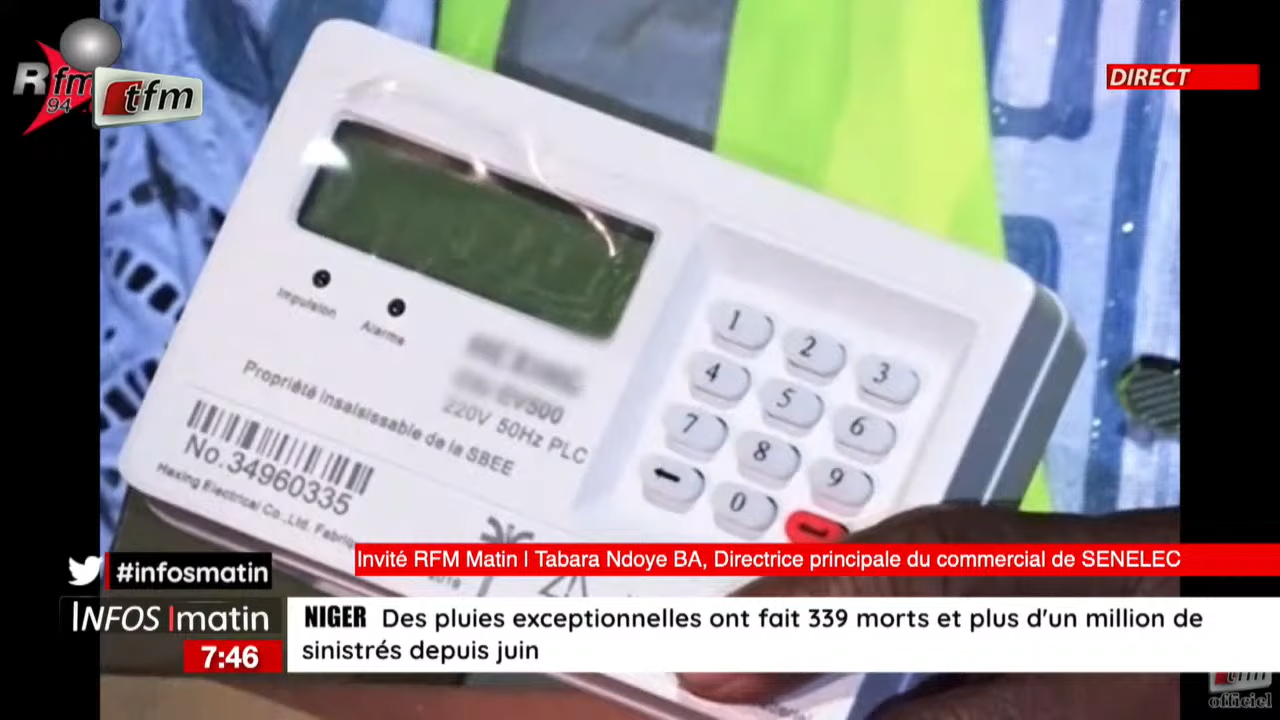 Rfm
94
tfm
DIRECT
Impulsion
Alarme
EV500
220V 50Hz PLC
Propriété insaisissable de la SBEE
No.34960335
Hexing Electrical Co.,Ltd.
1
2
3
4
5
6
7
8
9
0
Invité RFM Matin | Tabara Ndoye BA, Directrice principale du commercial de SENELEC
#infosmatin
INFOS matin
NIGER Des pluies exceptionnelles ont fait 339 morts et plus d'un million de
sinistrés depuis juin
7:46
tfm
officiel